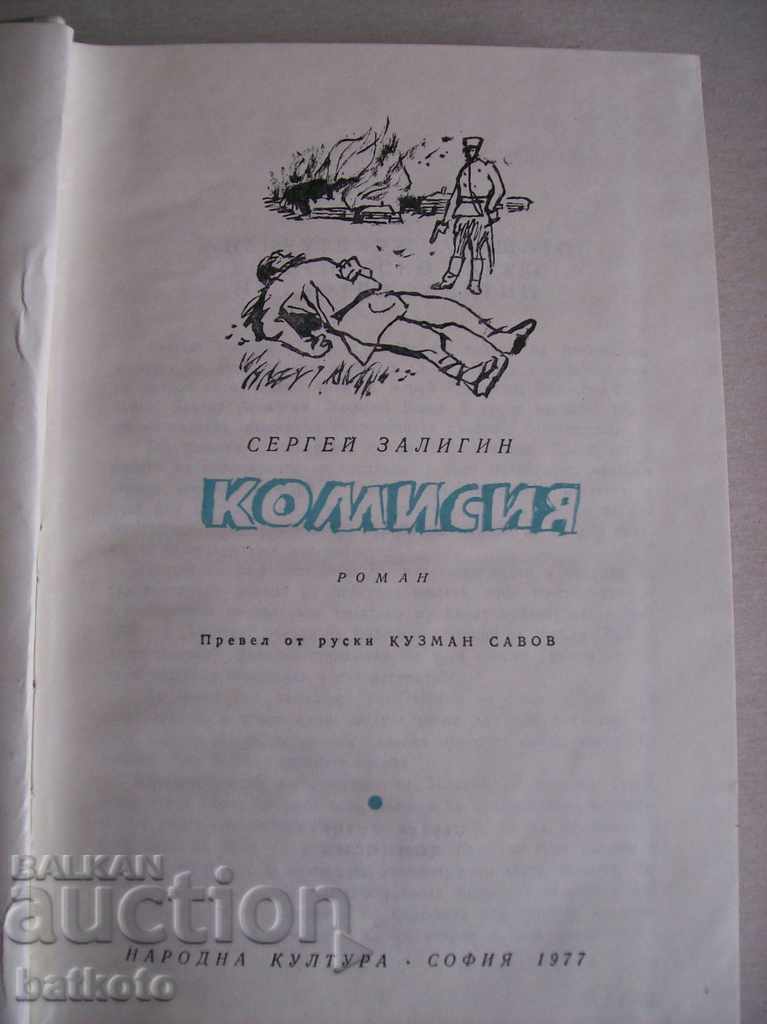 СЕРГЕЙ ЗАЛИГИН
КОМИСИЯ
РОМАН
Превел от руски КУЗМАН САВОВ
BALKAN
auction
НАРОДНА КУЛТУРА · СОФИЯ 1977
batkoto